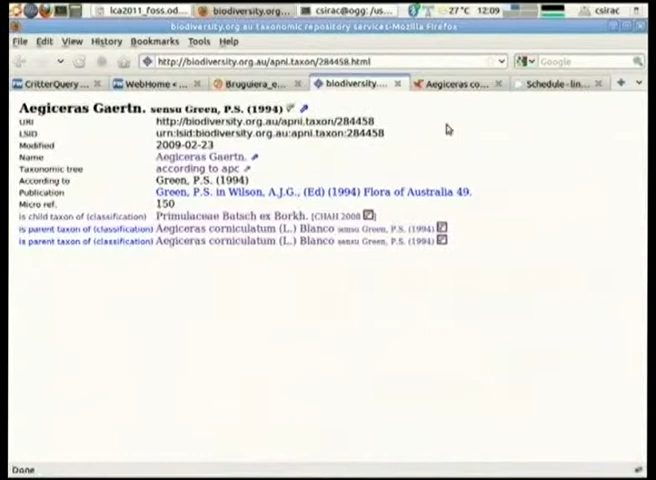 lca2011_foss.od...
biodiversity.org...
csirac@ogg: /us...
27°C
12:09
csirac
biodiversity.org.au taxonomic repository services-Mozilla Firefox
File Edit View History Bookmarks Tools Help
http://biodiversity.org.au/apni.taxon/284458.html
Google
CritterQuery...
WebHome < ...
Bruguiera_e...
biodiversity....
Aegiceras co...
Schedule-lin...
Aegiceras Gaertn. sensu Green, P.S. (1994)
URI http://biodiversity.org.au/apni.taxon/284458
LSID urn:lsid:biodiversity.org.au:apni.taxon:284458
Modified 2009-02-23
Name Aegiceras Gaertn.
Taxonomic tree according to apc
According to Green, P.S. (1994)
Publication Green, P.S. in Wilson, A.J.G., (Ed) (1994) Flora of Australia 49.
Micro ref. 150
is child taxon of (classification) Primulaceae Batsch ex Borkh. [CHAH 2008]
is parent taxon of (classification) Aegiceras corniculatum (L.) Blanco sensu Green, P.S. (1994)
is parent taxon of (classification) Aegiceras corniculatum (L.) Blanco sensu Green, P.S. (1994)
Done